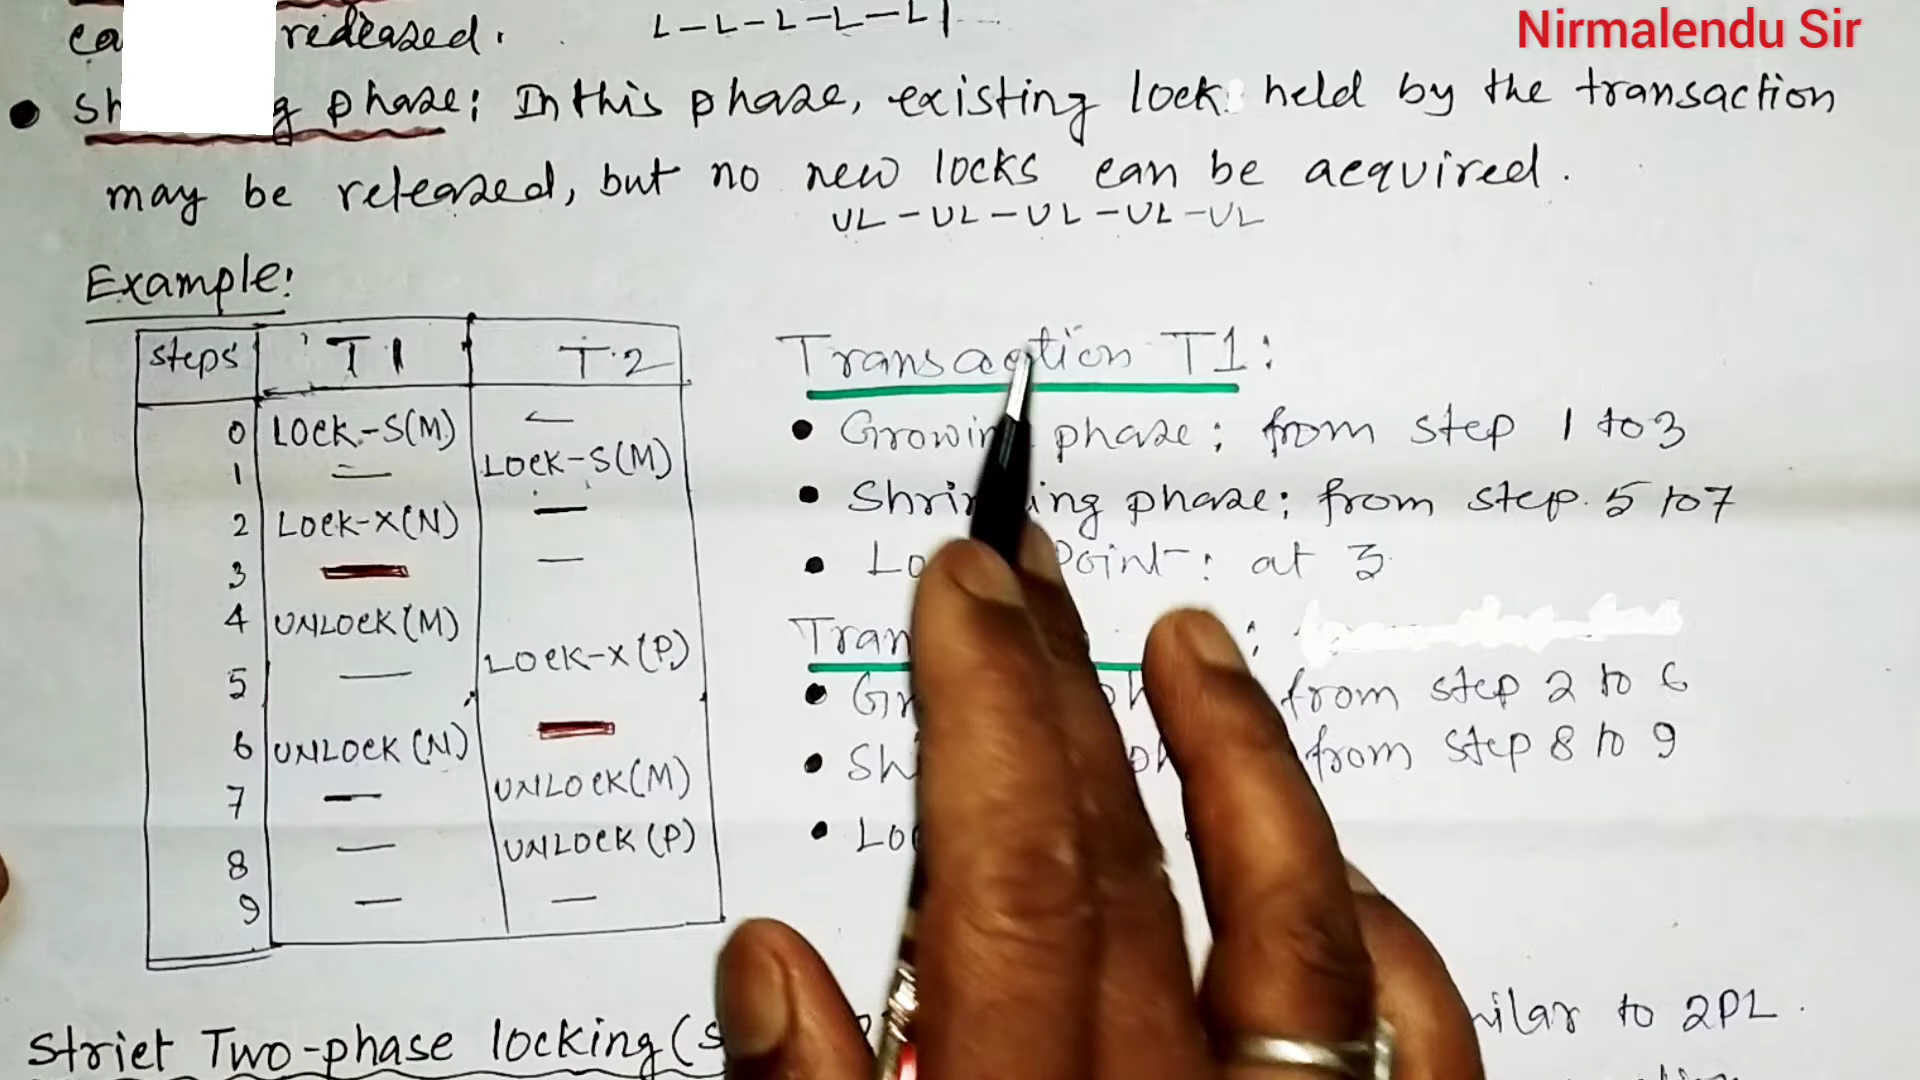 Nirmalendu Sir
released.
L-L-L-L-L
phase: In this phase, existing lock held by the transaction
may be released, but no new locks can be acquired.
UL-UL-UL-UL-UL
Example:
steps T1 T2
0 LOCK-S(M) —
1 — LOCK-S(M)
2 LOCK-X(N) —
3 — —
4 UNLOCK(M)
5 — LOCK-X(P)
6 UNLOCK(N) —
7 — UNLOCK(M)
8 — UNLOCK(P)
9 — —
Transaction T1:
• Growing phase: from step 1 to 3
• Shrinking phase: from step 5 to 7
• Point: at 3
:
• from step 2 to 6
• from step 8 to 9
•
Strict Two-phase locking (S
to 2PL.